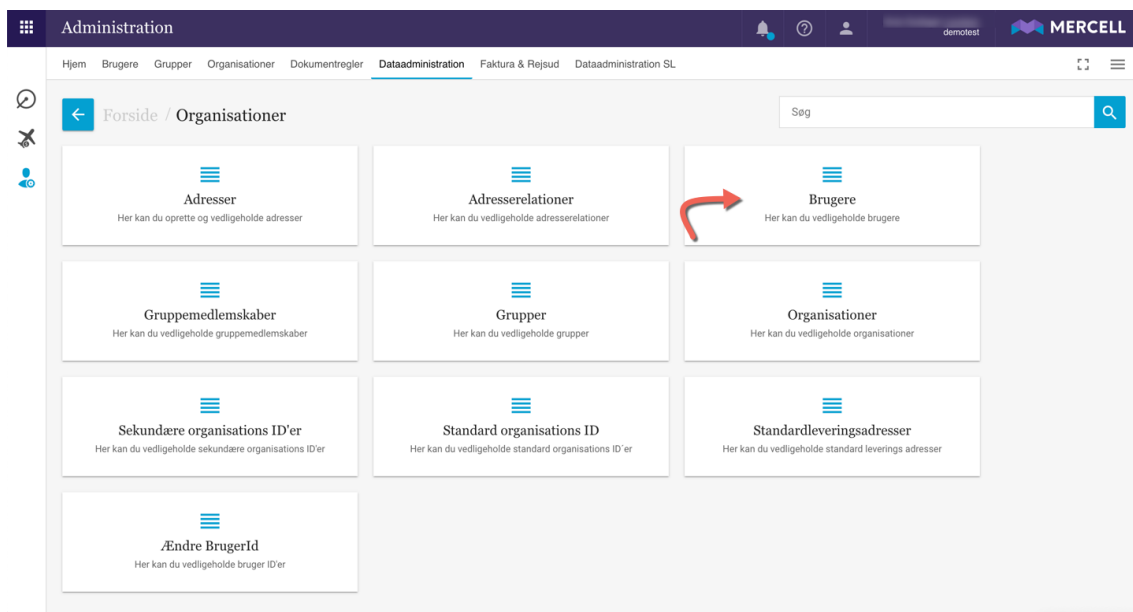 Administration
demotest
MERCELL
Hjem Brugere Grupper Organisationer Dokumentregler Dataadministration Faktura & Rejsud Dataadministration SL
Forside / Organisationer
Søg
Adresser
Her kan du oprette og vedligeholde adresser
Adresserelationer
Her kan du vedligeholde adresserelationer
Brugere
Her kan du vedligeholde brugere
Gruppemedlemskaber
Her kan du vedligeholde gruppemedlemskaber
Grupper
Her kan du vedligeholde grupper
Organisationer
Her kan du vedligeholde organisationer
Sekundære organisations ID'er
Her kan du vedligeholde sekundære organisations ID'er
Standard organisations ID
Her kan du vedligeholde standard organisations ID´er
Standardleveringsadresser
Her kan du vedligeholde standard leverings adresser
Ændre BrugerId
Her kan du vedligeholde bruger ID'er